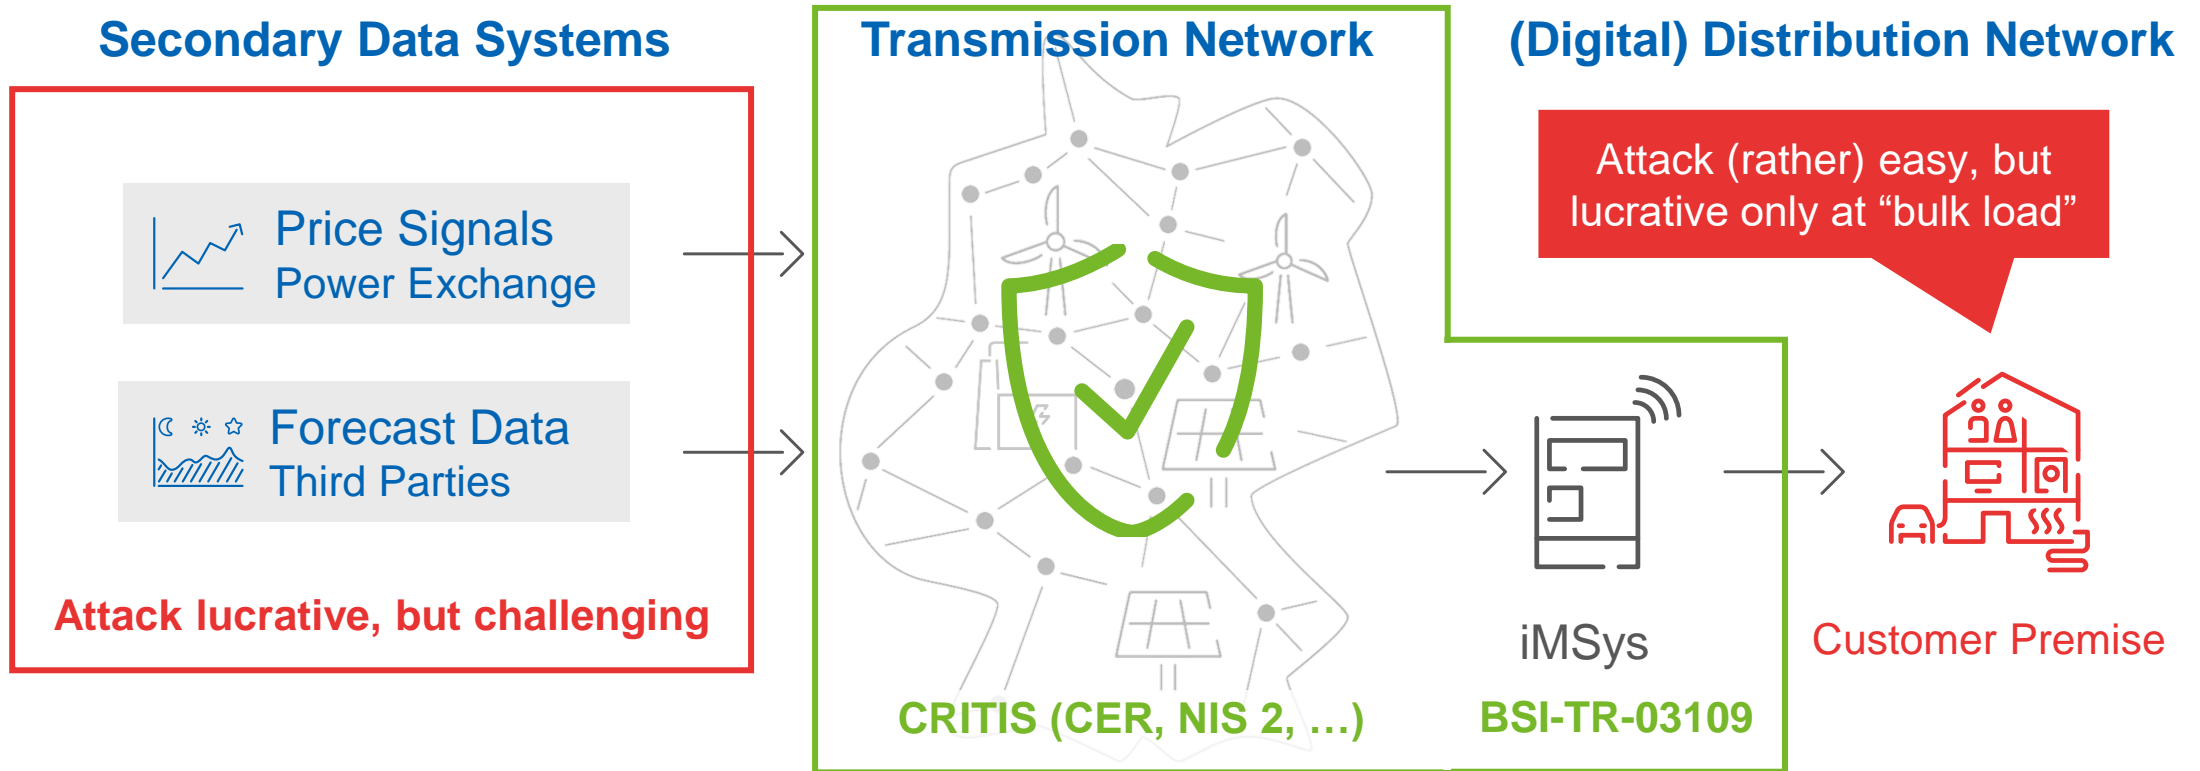 Secondary Data Systems
Transmission Network
(Digital) Distribution Network
Price Signals
Power Exchange
Forecast Data
Third Parties
Attack lucrative, but challenging
Attack (rather) easy, but
lucrative only at “bulk load”
iMSys
Customer Premise
CRITIS (CER, NIS 2, …)
BSI-TR-03109